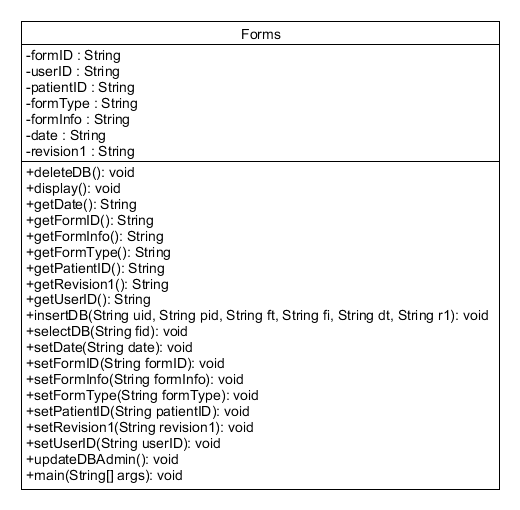 Forms
-formID : String
-userID : String
-patientID : String
-formType : String
-formInfo : String
-date : String
-revision1 : String
+deleteDB(): void
+display(): void
+getDate(): String
+getFormID(): String
+getFormInfo(): String
+getFormType(): String
+getPatientID(): String
+getRevision1(): String
+getUserID(): String
+insertDB(String uid, String pid, String ft, String fi, String dt, String r1): void
+selectDB(String fid): void
+setDate(String date): void
+setFormID(String formID): void
+setFormInfo(String formInfo): void
+setFormType(String formType): void
+setPatientID(String patientID): void
+setRevision1(String revision1): void
+setUserID(String userID): void
+updateDBAdmin(): void
+main(String[] args): void